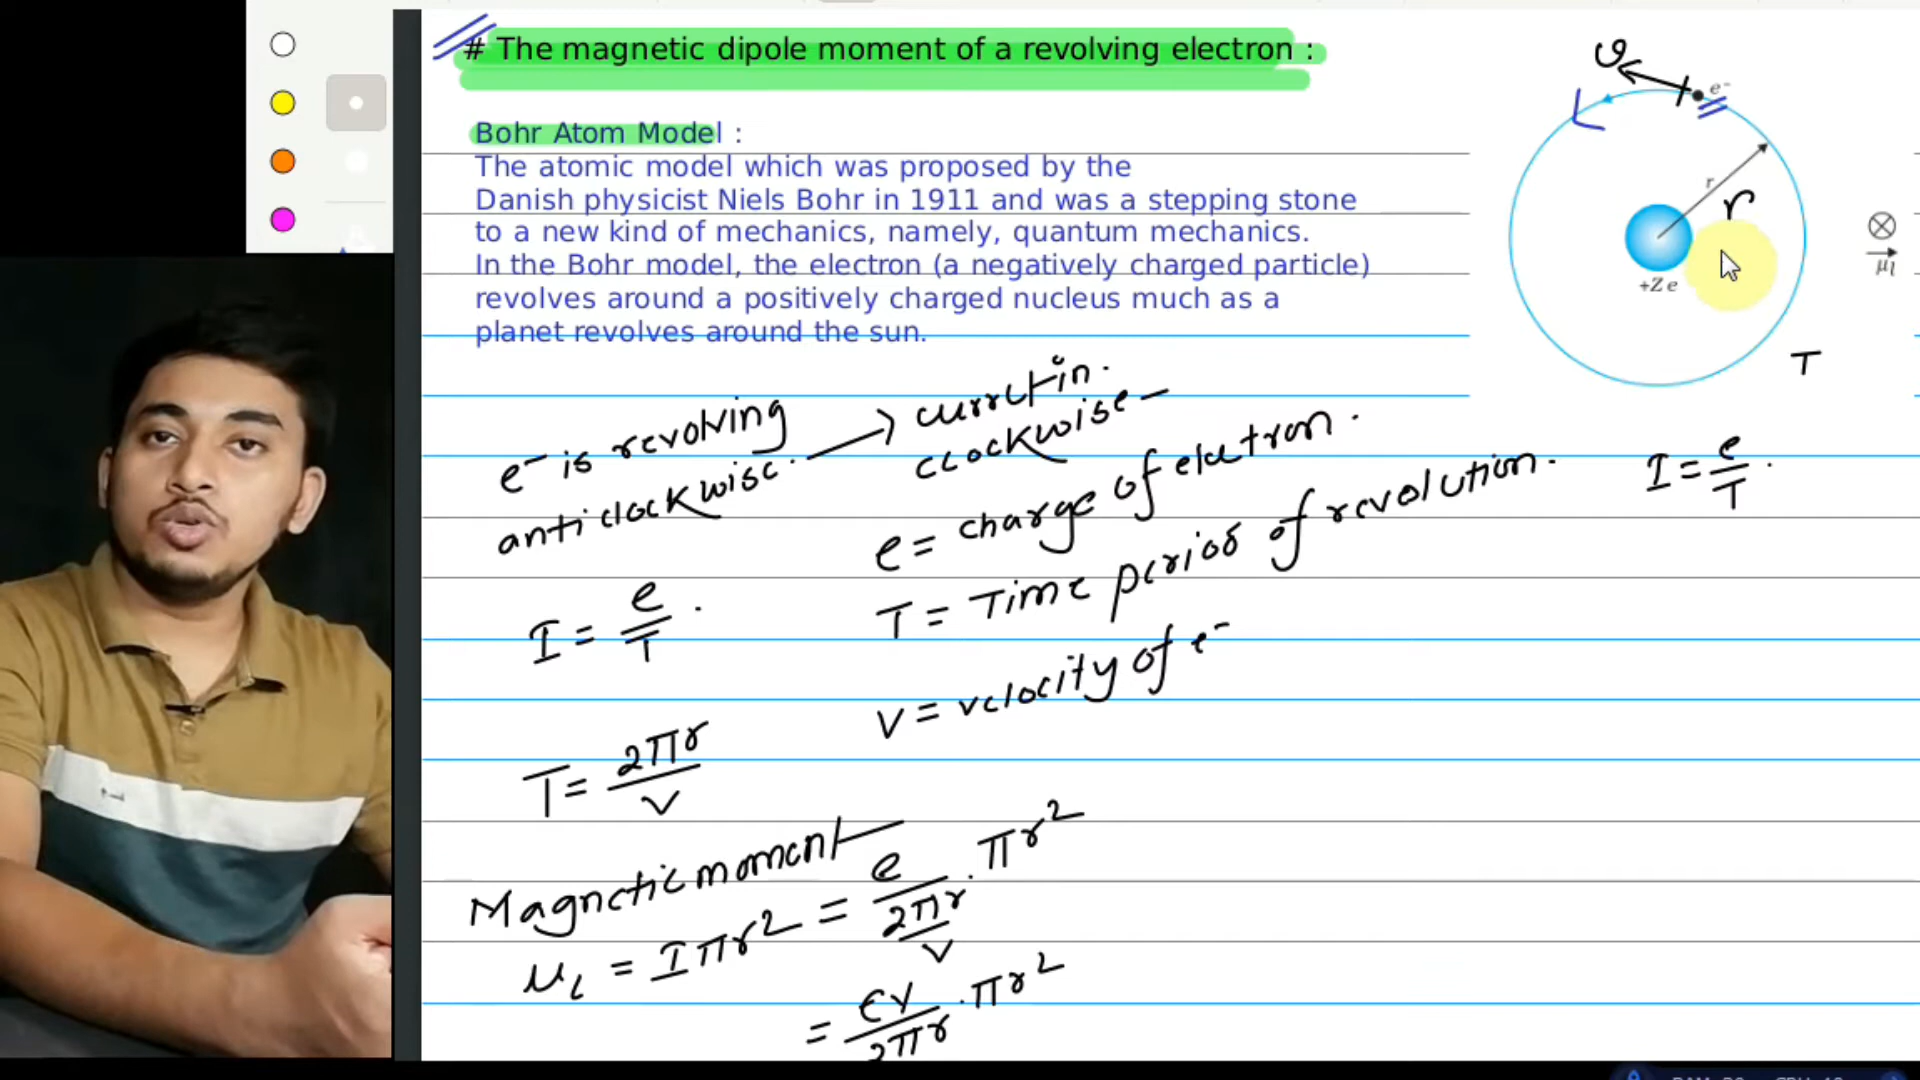 # The magnetic dipole moment of a revolving electron :
Bohr Atom Model :
The atomic model which was proposed by the
Danish physicist Niels Bohr in 1911 and was a stepping stone
to a new kind of mechanics, namely, quantum mechanics.
In the Bohr model, the electron (a negatively charged particle)
revolves around a positively charged nucleus much as a
planet revolves around the sun.
v
e⁻
r
r
+Z e
⊗
μl
T
e⁻ is revolving
anticlockwise. → current in
clockwise
e = charge of electron.
T = Time period of revolution.
v = velocity of e⁻
I = e/T.
I = e/T.
T = 2πr/v
Magnetic moment
μL = Iπr² = e/(2πr/v) . πr²
= ev/2πr . πr²